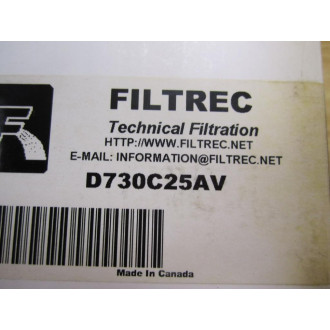 F
FILTREC
Technical Filtration
HTTP://WWW.FILTREC.NET
E-MAIL: INFORMATION@FILTREC.NET
D730C25AV
Made In Canada